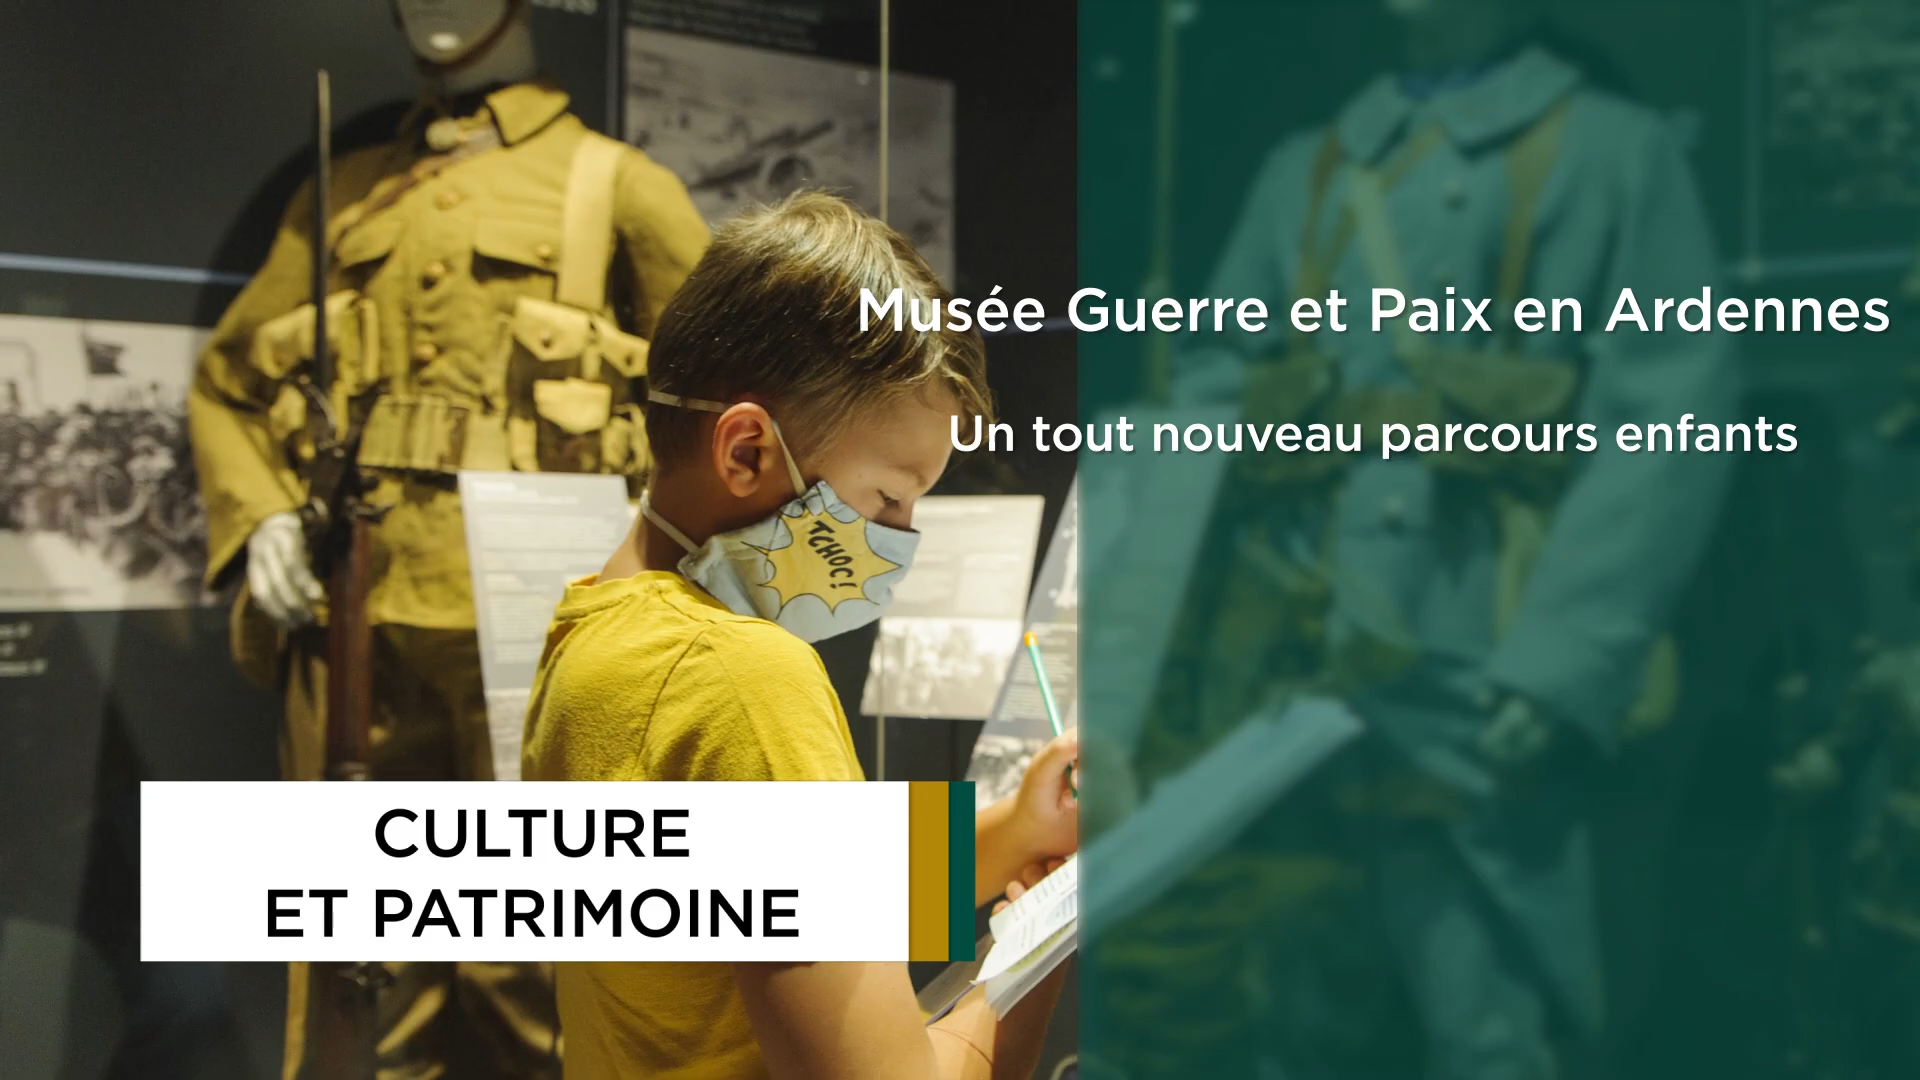 Musée Guerre et Paix en Ardennes
Un tout nouveau parcours enfants
TCHOC!
CULTURE
ET PATRIMOINE